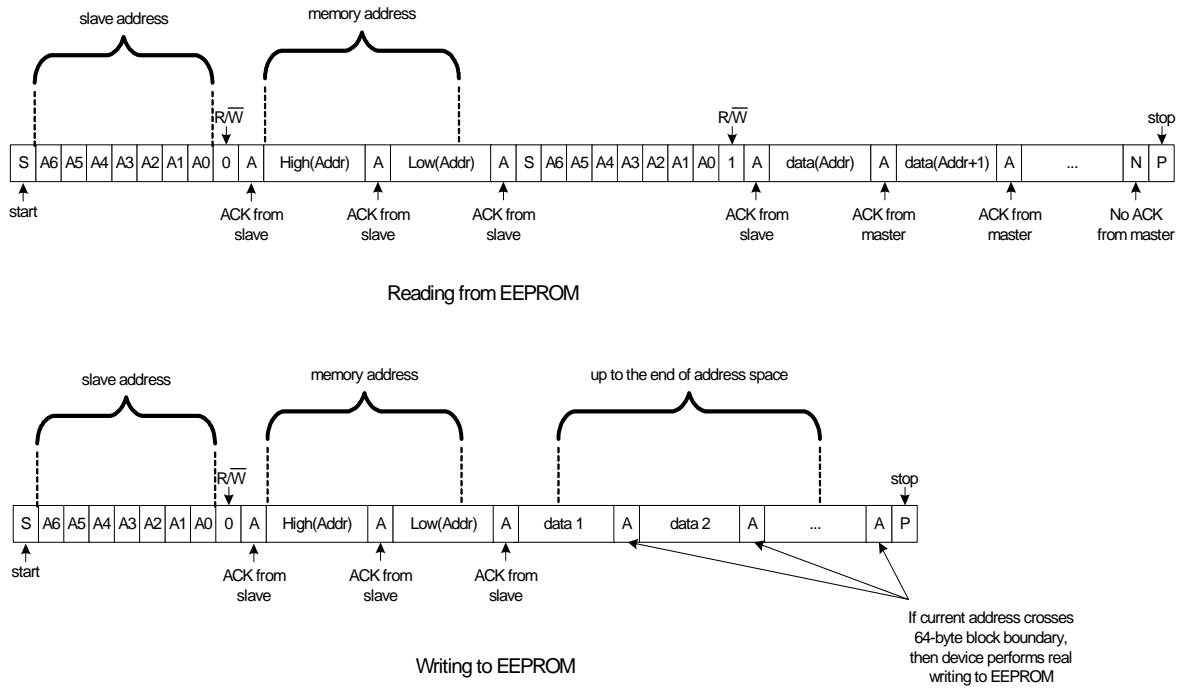 slave address
memory address
R/W̅
R/W̅
stop
S A6 A5 A4 A3 A2 A1 A0 0 A High(Addr) A Low(Addr) A S A6 A5 A4 A3 A2 A1 A0 1 A data(Addr) A data(Addr+1) A ... N P
start
ACK from
slave
ACK from
slave
ACK from
slave
ACK from
slave
ACK from
master
ACK from
master
No ACK
from master
Reading from EEPROM
slave address
memory address
up to the end of address space
R/W̅
stop
S A6 A5 A4 A3 A2 A1 A0 0 A High(Addr) A Low(Addr) A data 1 A data 2 A ... A P
start
ACK from
slave
ACK from
slave
ACK from
slave
If current address crosses
64-byte block boundary,
then device performs real
writing to EEPROM
Writing to EEPROM